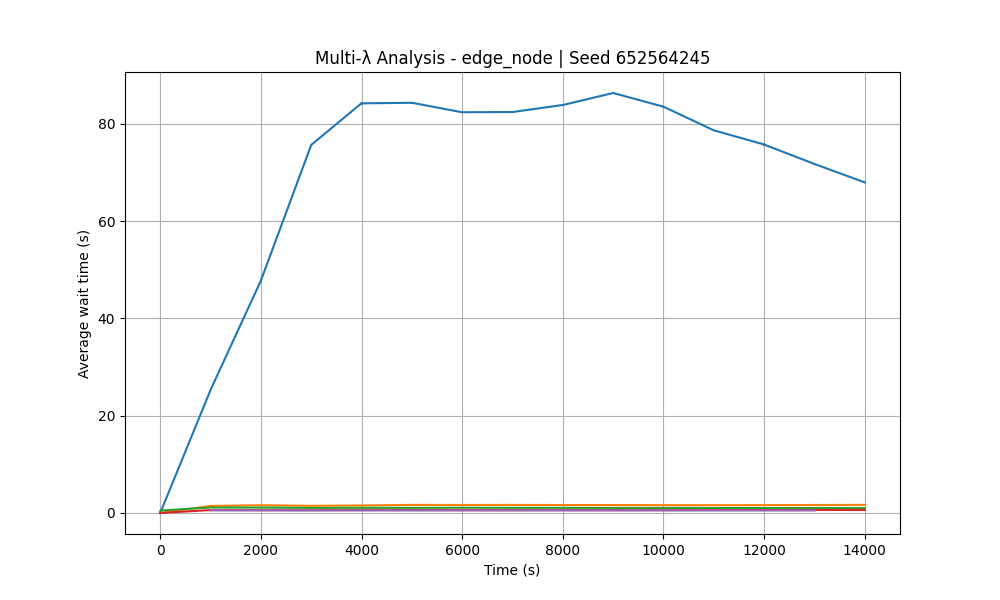 Multi-λ Analysis - edge_node | Seed 652564245
Average wait time (s)
80
60
40
20
0
0 2000 4000 6000 8000 10000 12000 14000
Time (s)